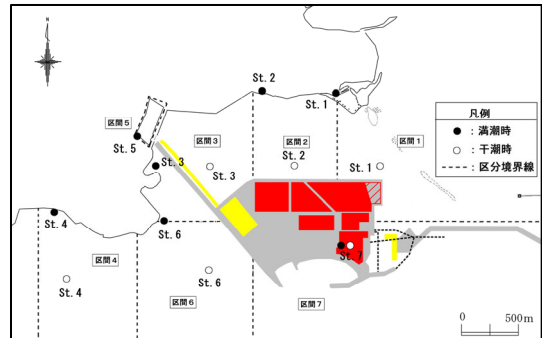 N
St. 2
St. 1
凡例
● : 満潮時
○ : 干潮時
----- : 区分境界線
区間5
St. 5
区間3
区間2
区間1
St. 3
St. 3
St. 2
St. 1
St. 4
St. 6
St. 7
区間4
St. 4
St. 6
区間6
区間7
0 500m